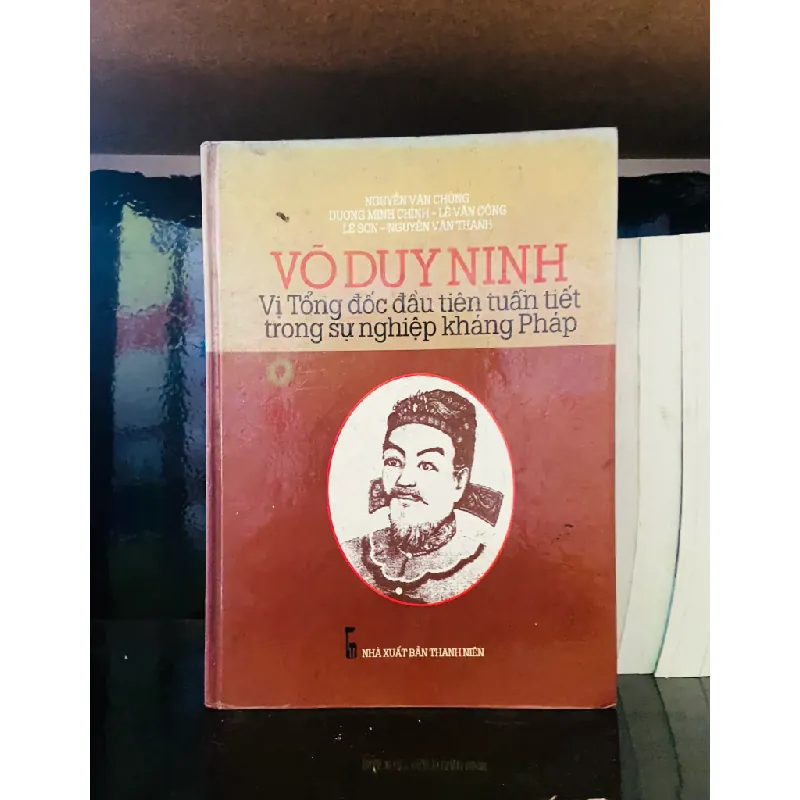 NGUYỄN VĂN CHỪNG
DƯƠNG MINH CHÍNH - LÊ VĂN CÔNG
LÊ SƠN - NGUYỄN VĂN THANH
VÕ DUY NINH
Vị Tổng đốc đầu tiên tuẫn tiết
trong sự nghiệp kháng Pháp
NHÀ XUẤT BẢN THANH NIÊN